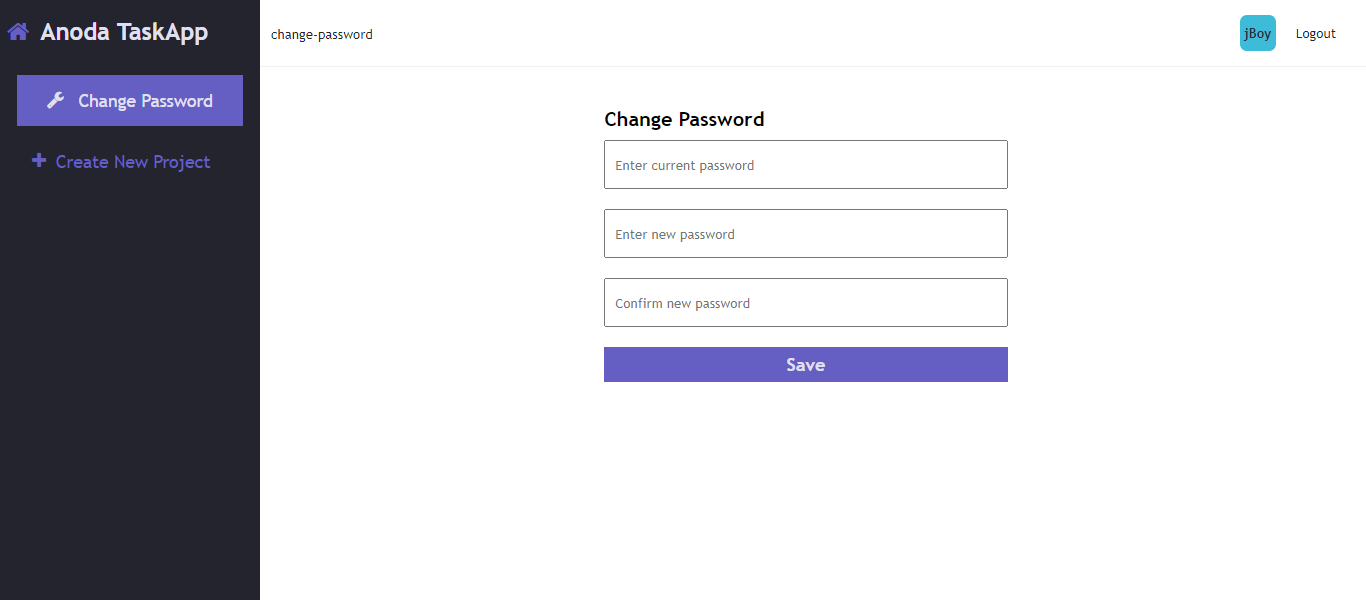 Anoda TaskApp
Change Password
Create New Project
change-password
jBoy
Logout
Change Password
Enter current password
Enter new password
Confirm new password
Save